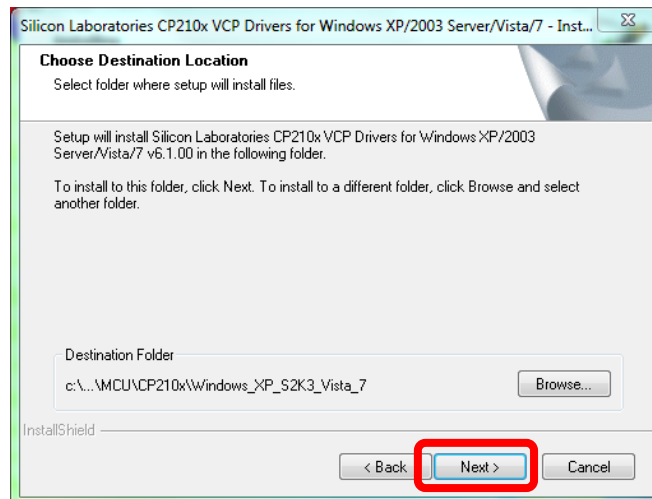 Silicon Laboratories CP210x VCP Drivers for Windows XP/2003 Server/Vista/7 - Inst...
Choose Destination Location
Select folder where setup will install files.
Setup will install Silicon Laboratories CP210x VCP Drivers for Windows XP/2003
Server/Vista/7 v6.1.00 in the following folder.
To install to this folder, click Next. To install to a different folder, click Browse and select
another folder.
Destination Folder
c:\...\MCU\CP210x\Windows_XP_S2K3_Vista_7
Browse...
InstallShield
< Back
Next >
Cancel